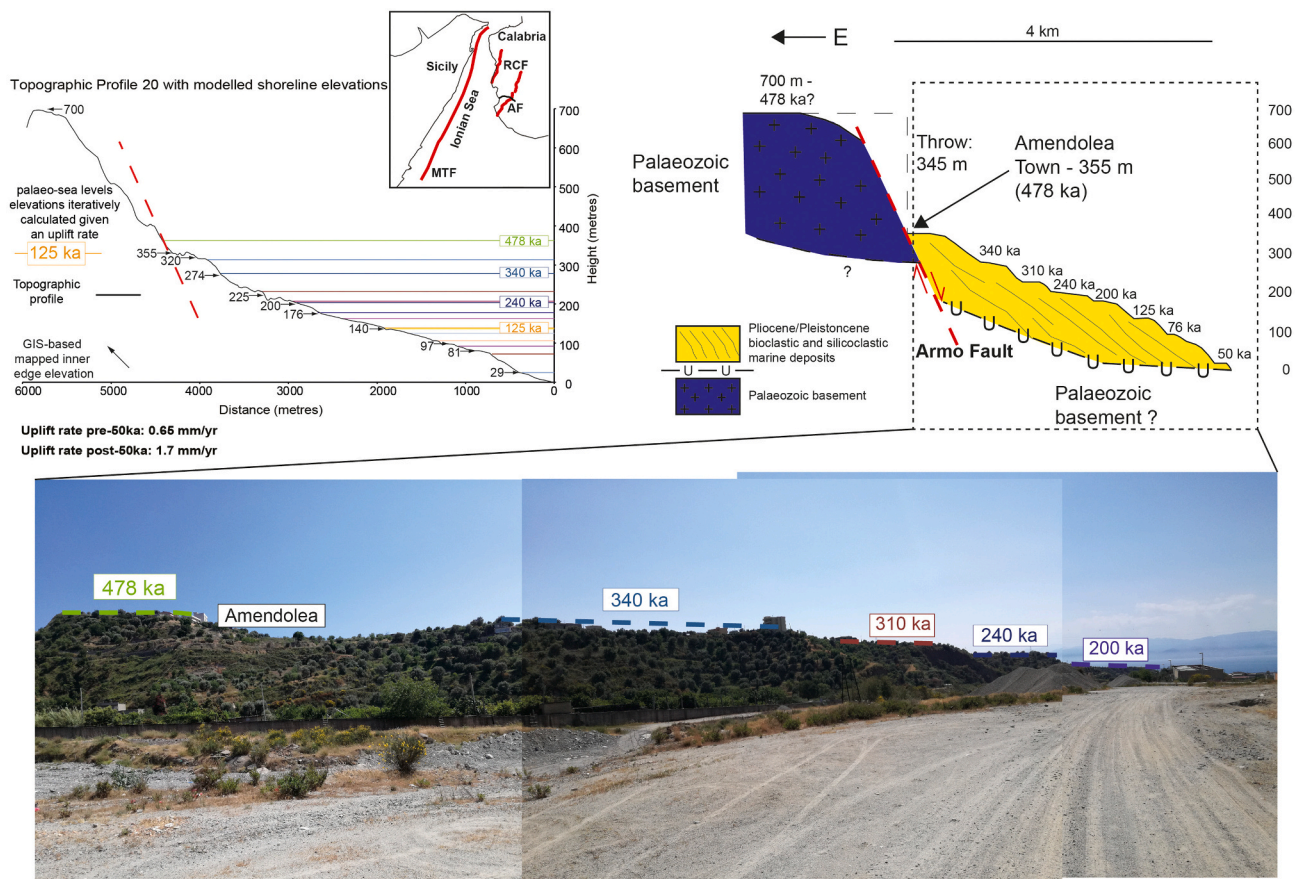 Topographic Profile 20 with modelled shoreline elevations
700
palaeo-sea levels
elevations iteratively
calculated given
an uplift rate
125 ka
Topographic
profile
GIS-based
mapped inner
edge elevation
355
320
274
225
200
176
140
97
81
29
478 ka
340 ka
240 ka
125 ka
700
600
500
400
300
200
100
0
Height (metres)
6000
5000
4000
3000
2000
1000
0
Distance (metres)
Uplift rate pre-50ka: 0.65 mm/yr
Uplift rate post-50ka: 1.7 mm/yr
Calabria
Sicily
RCF
Ionian Sea
AF
MTF
E
4 km
700 m -
478 ka?
Palaeozoic
basement
Throw:
345 m
Amendolea
Town - 355 m
(478 ka)
?
340 ka
310 ka
240 ka
200 ka
125 ka
76 ka
50 ka
700
600
500
400
300
200
100
0
U U U U U U U U
Armo Fault
Palaeozoic
basement ?
Pliocene/Pleistoncene
bioclastic and silicoclastic
marine deposits
U U
Palaeozoic basement
478 ka
Amendolea
340 ka
310 ka
240 ka
200 ka